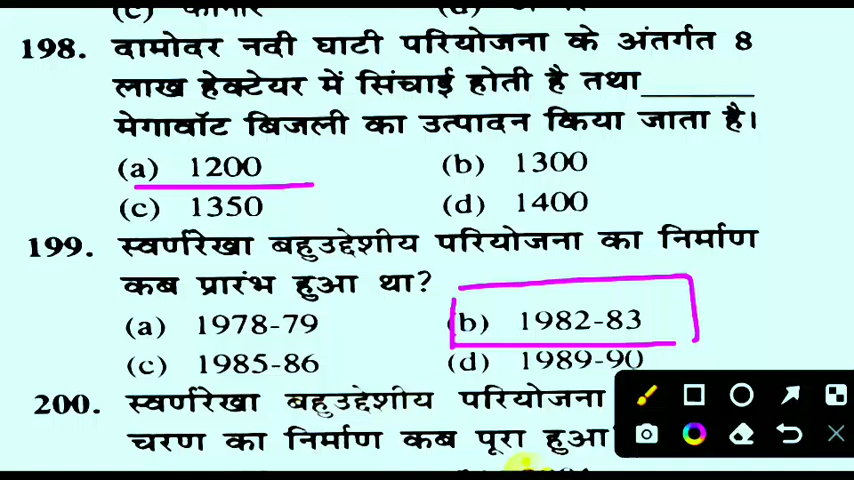 198. दामोदर नदी घाटी परियोजना के अंतर्गत 8
लाख हेक्टेयर में सिंचाई होती है तथा________
मेगावॉट बिजली का उत्पादन किया जाता है।
(a) 1200 (b) 1300
(c) 1350 (d) 1400
199. स्वर्णरेखा बहुउद्देशीय परियोजना का निर्माण
कब प्रारंभ हुआ था?
(a) 1978-79 (b) 1982-83
(c) 1985-86 (d) 1989-90
200. स्वर्णरेखा बहुउद्देशीय परियोजना
चरण का निर्माण कब पूरा हुआ